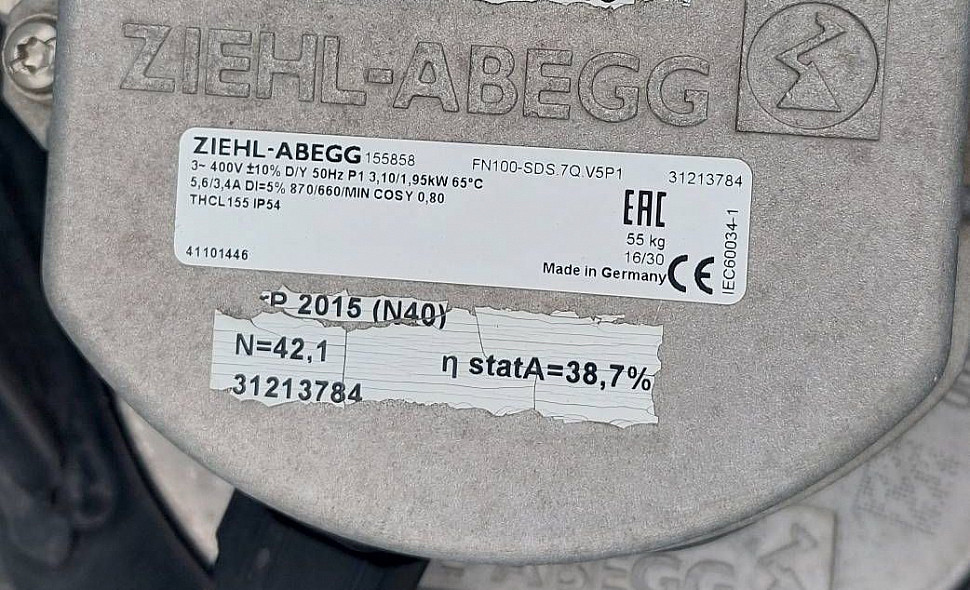 ZIEHL-ABEGG
ZIEHL-ABEGG 155858 FN100-SDS.7Q.V5P1 31213784
3~ 400V ±10% D/Y 50Hz P1 3,10/1,95kW 65°C
5,6/3,4A DI=5% 870/660/MIN COSY 0,80
THCL155 IP54
EAC
55 kg
16/30
41101446
Made in Germany CE
IEC60034-1
P 2015 (N40)
N=42,1
η statA=38,7%
31213784
ABEGG